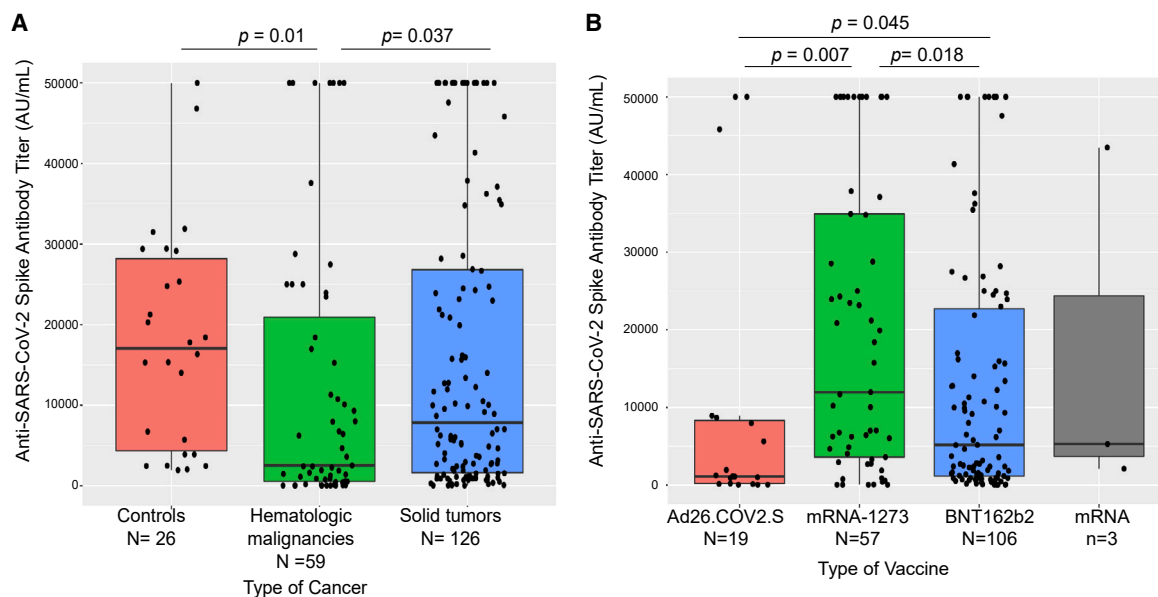 A
p = 0.01
p = 0.037
Anti-SARS-CoV-2 Spike Antibody Titer (AU/mL)
50000
40000
30000
20000
10000
0
Controls
N= 26
Hematologic
malignancies
N =59
Solid tumors
N= 126
Type of Cancer
B
p = 0.045
p = 0.007
p = 0.018
Anti-SARS-CoV-2 Spike Antibody Titer (AU/mL)
50000
40000
30000
20000
10000
0
Ad26.COV2.S
N=19
mRNA-1273
N=57
BNT162b2
N=106
mRNA
n=3
Type of Vaccine